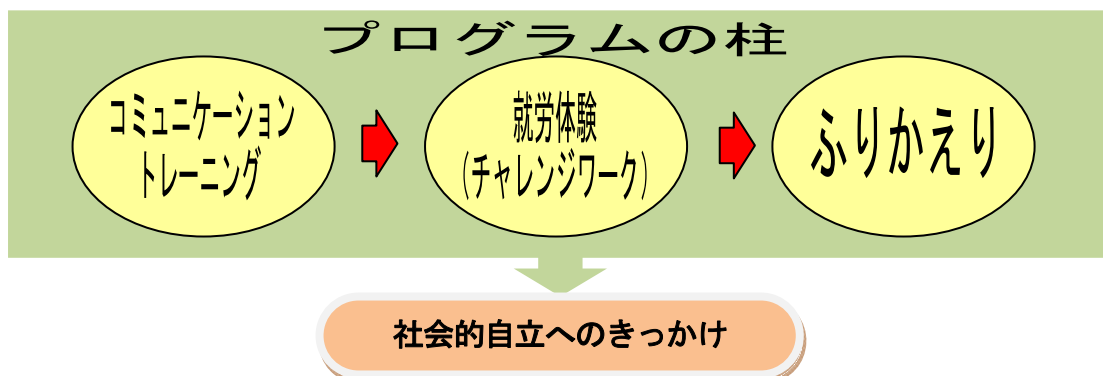 プログラムの柱
コミュニケーション
トレーニング
就労体験
（チャレンジワーク）
ふりかえり
社会的自立へのきっかけ